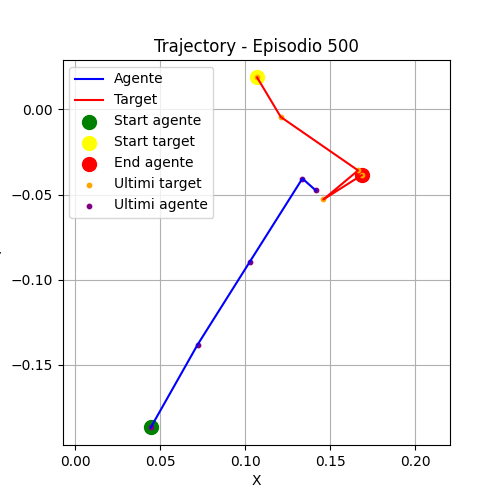 Trajectory - Episodio 500
Agente
Target
Start agente
Start target
End agente
Ultimi target
Ultimi agente
0.00
−0.05
−0.10
−0.15
0.00
0.05
0.10
0.15
0.20
X